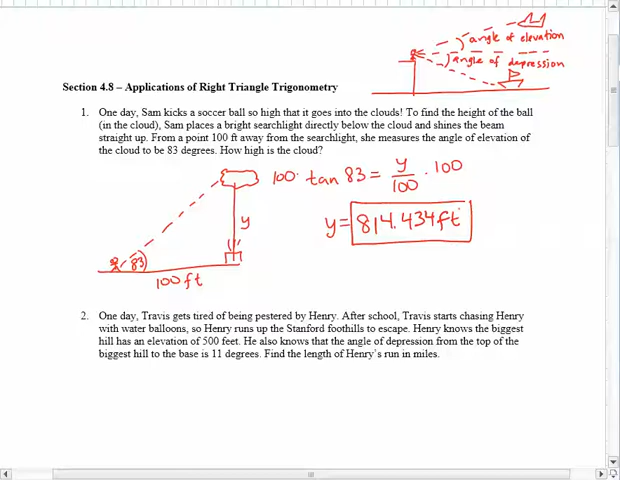 angle of elevation
angle of depression
Section 4.8 – Applications of Right Triangle Trigonometry
1. One day, Sam kicks a soccer ball so high that it goes into the clouds! To find the height of the ball
(in the cloud), Sam places a bright searchlight directly below the cloud and shines the beam
straight up. From a point 100 ft away from the searchlight, she measures the angle of elevation
of the cloud to be 83 degrees. How high is the cloud?
100· tan 83 = y/100 · 100
y
y = 814.434 ft
83
100 ft
2. One day, Travis gets tired of being pestered by Henry. After school, Travis starts chasing Henry
with water balloons, so Henry runs up the Stanford foothills to escape. Henry knows the biggest
hill has an elevation of 500 feet. He also knows that the angle of depression from the top of the
biggest hill to the base is 11 degrees. Find the length of Henry's run in miles.